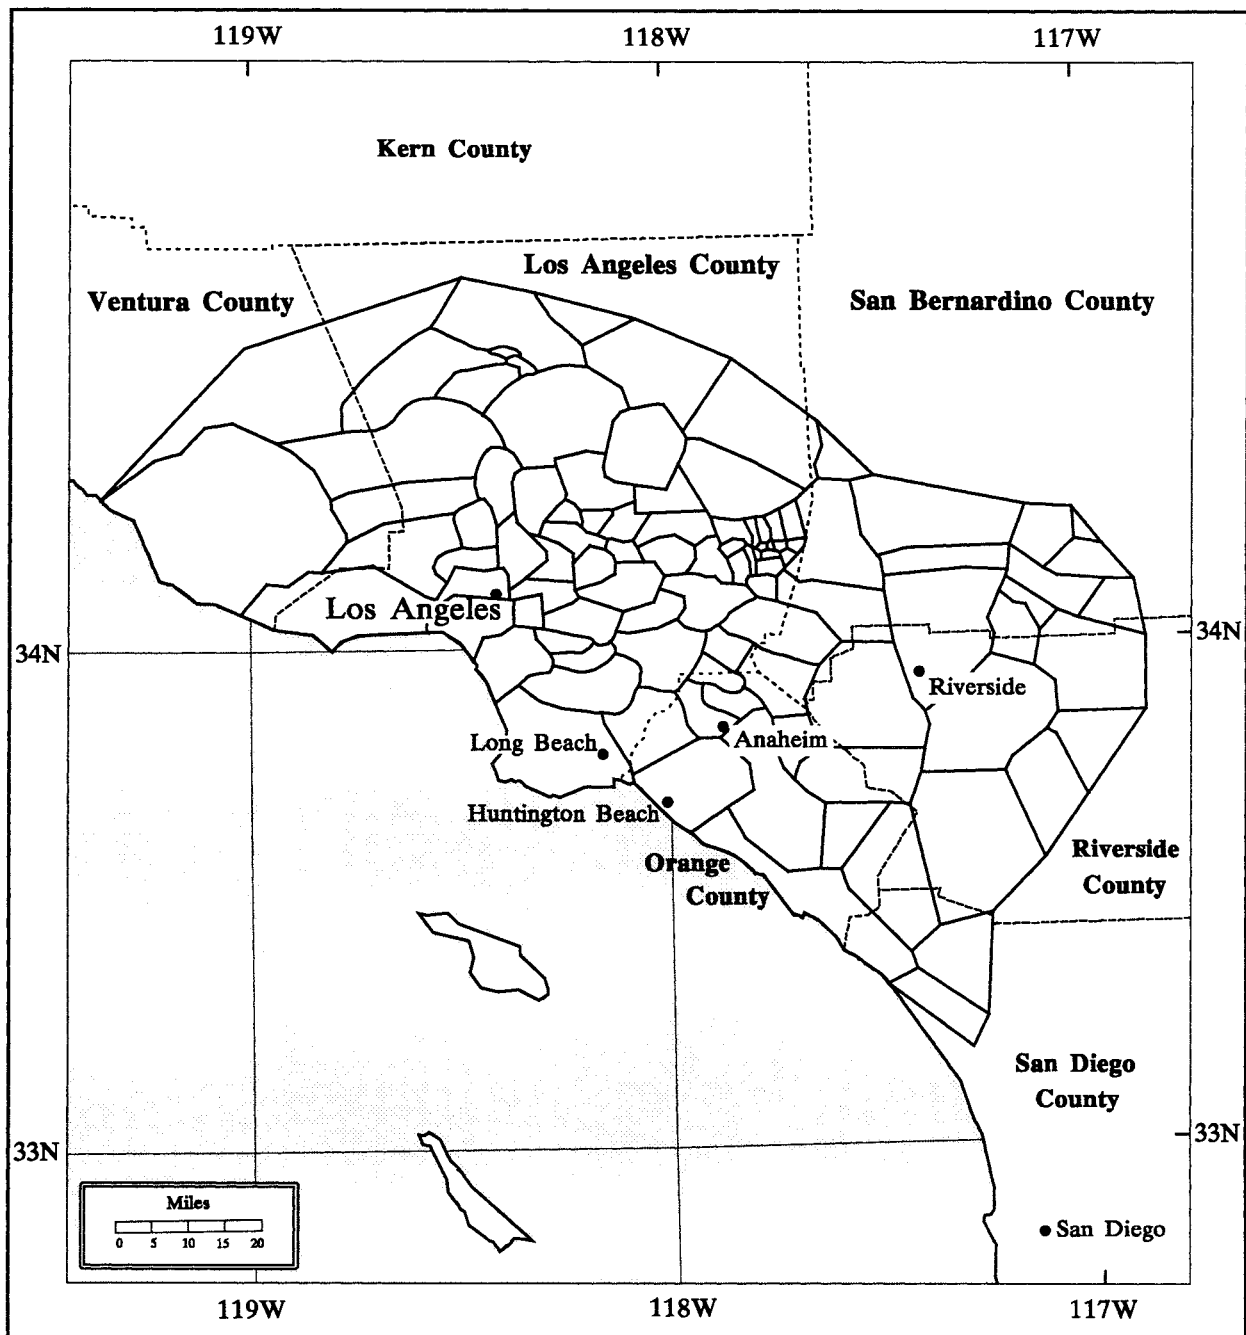 119W 118W 117W
Kern County
Los Angeles County
Ventura County
San Bernardino County
Los Angeles
34N
34N
Riverside
Long Beach
Anaheim
Huntington Beach
Orange
County
Riverside
County
San Diego
County
33N
33N
Miles
0 5 10 15 20
San Diego
119W 118W 117W